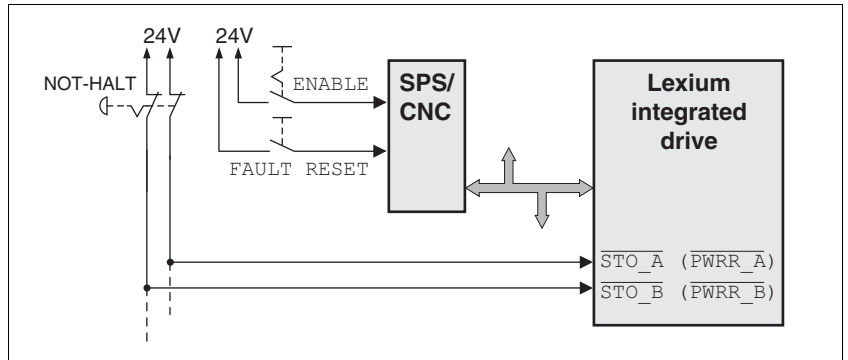 24V 24V
NOT-HALT
ENABLE
FAULT RESET
SPS/
CNC
Lexium
integrated
drive
STO_A (PWRR_A)
STO_B (PWRR_B)